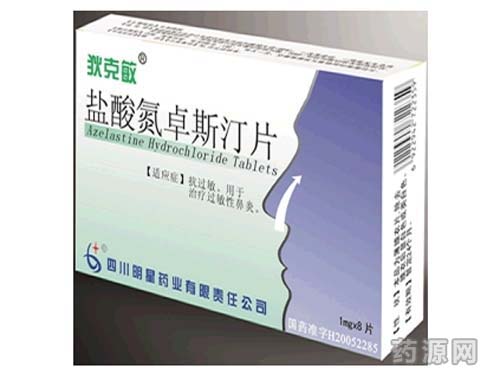 狄克敏®
盐酸氮卓斯汀片
Azelastine Hydrochloride Tablets
【适应症】抗过敏、用于
治疗过敏性鼻炎。
四川明星药业有限责任公司
1mgx8片
国药准字H20052285
药源网